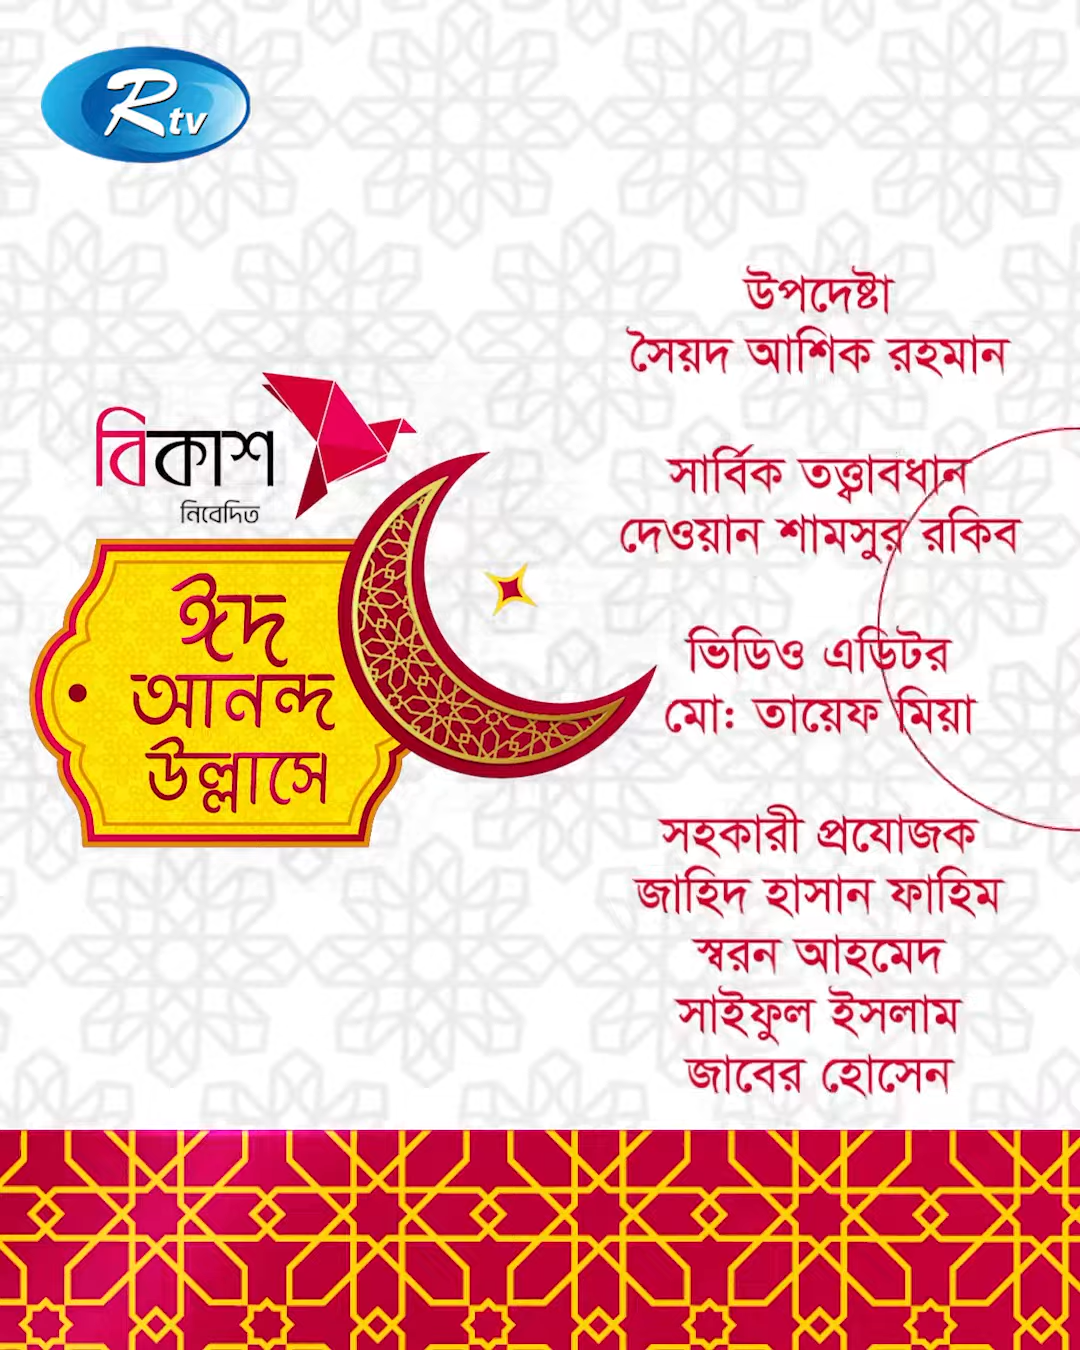 Rtv
বিকাশ
নিবেদিত
ঈদ
আনন্দ
উল্লাসে
উপদেষ্টা
সৈয়দ আশিক রহমান
সার্বিক তত্ত্বাবধান
দেওয়ান শামসুর রকিব
ভিডিও এডিটর
মো: তায়েফ মিয়া
সহকারী প্রযোজক
জাহিদ হাসান ফাহিম
স্বরন আহমেদ
সাইফুল ইসলাম
জাবের হোসেন